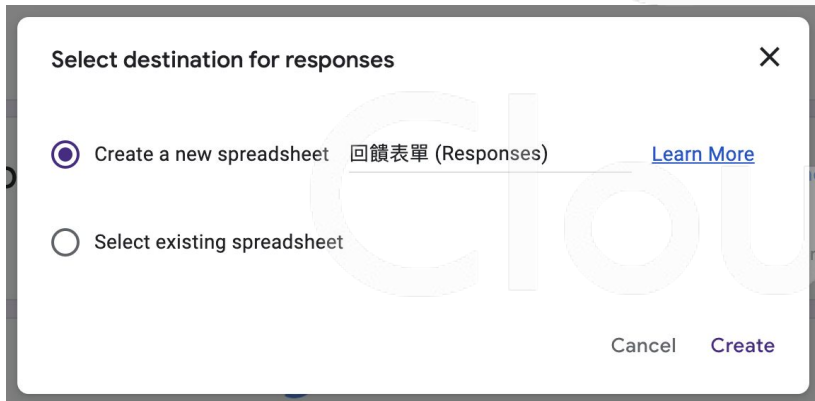 Select destination for responses
Create a new spreadsheet 回饋表單 (Responses) Learn More
Select existing spreadsheet
Cancel Create